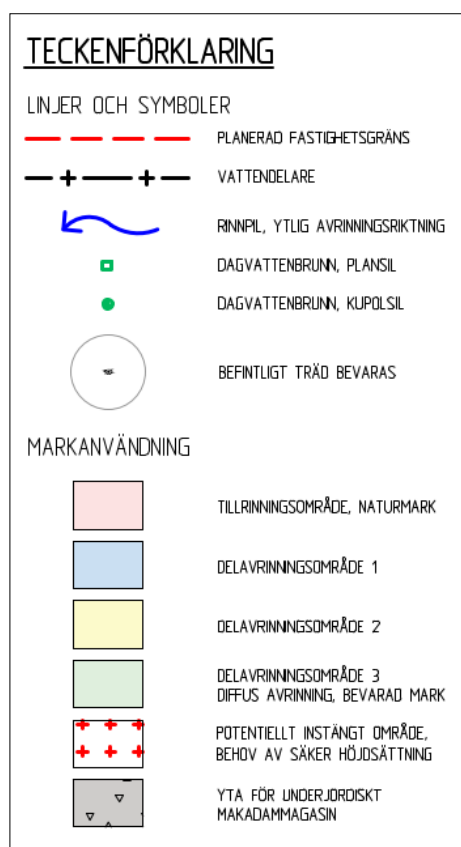 TECKENFÖRKLARING
LINJER OCH SYMBOLER
PLANERAD FASTIGHETSGRÄNS
VATTENDELARE
RINNPIL, YTLIG AVRINNINGSRIKTNING
DAGVATTENBRUNN, PLANSIL
DAGVATTENBRUNN, KUPOLSIL
BEFINTLIGT TRÄD BEVARAS
MARKANVÄNDNING
TILLRINNINGSOMRÅDE, NATURMARK
DELAVRINNINGSOMRÅDE 1
DELAVRINNINGSOMRÅDE 2
DELAVRINNINGSOMRÅDE 3
DIFFUS AVRINNING, BEVARAD MARK
POTENTIELLT INSTÄNGT OMRÅDE,
BEHOV AV SÄKER HÖJDSÄTTNING
YTA FÖR UNDERJORDISKT
MAKADAMMAGASIN